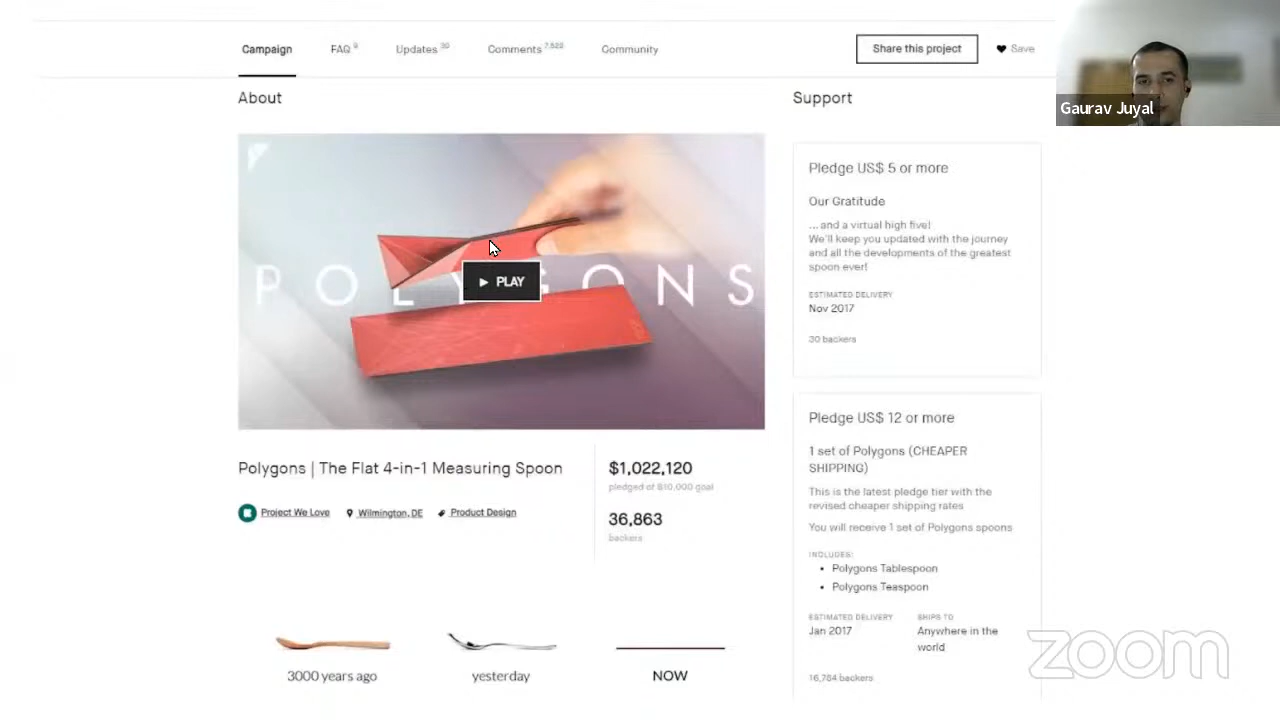 Campaign
FAQ 9
Updates 30
Comments 7,520
Community
Share this project
Save
Gaurav Juyal
About
Support
POLYGONS
PLAY
Polygons | The Flat 4-in-1 Measuring Spoon
Project We Love
Wilmington, DE
Product Design
$1,022,120
pledged of $10,000 goal
36,863
backers
3000 years ago
yesterday
NOW
Pledge US$ 5 or more
Our Gratitude
...and a virtual high five!
We'll keep you updated with the journey
and all the developments of the greatest
spoon ever!
ESTIMATED DELIVERY
Nov 2017
30 backers
Pledge US$ 12 or more
1 set of Polygons (CHEAPER
SHIPPING)
This is the latest pledge tier with the
revised cheaper shipping rates
You will receive 1 set of Polygons spoons
INCLUDES:
• Polygons Tablespoon
• Polygons Teaspoon
ESTIMATED DELIVERY
Jan 2017
SHIPS TO
Anywhere in the
world
16,784 backers
zoom